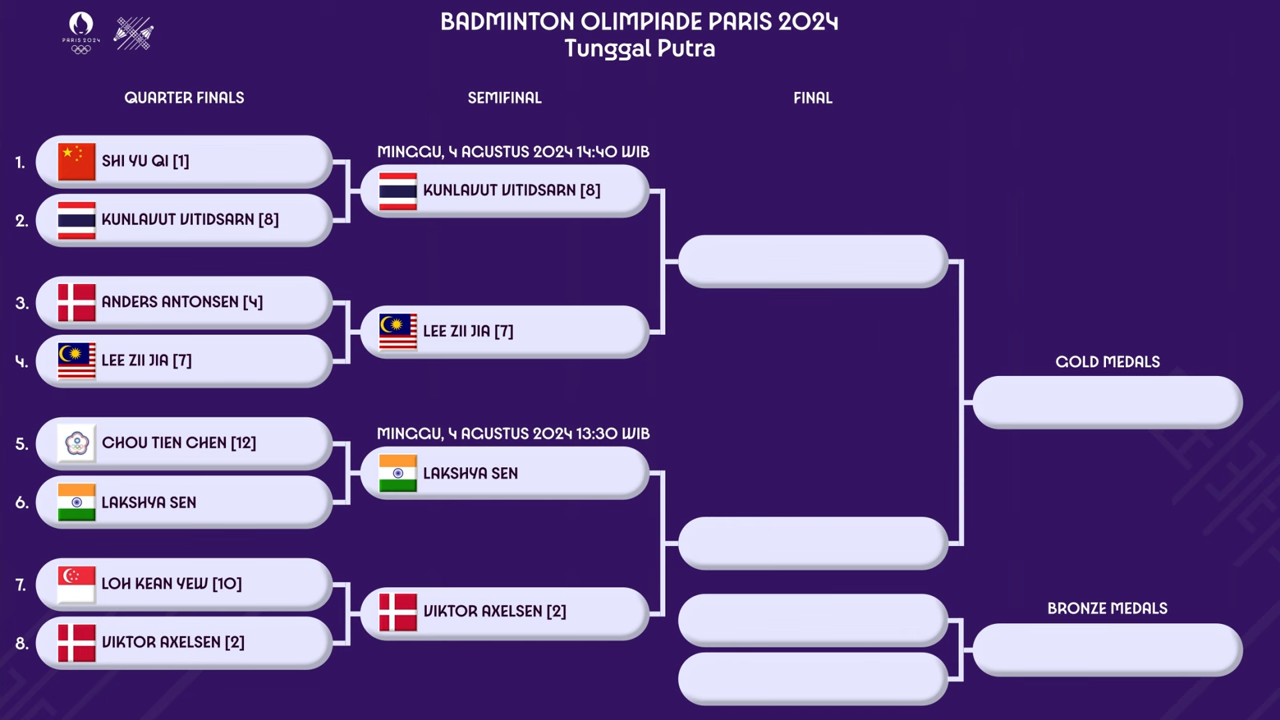 PARIS 2024
BADMINTON OLIMPIADE PARIS 2024
Tunggal Putra
QUARTER FINALS
SEMIFINAL
FINAL
1. SHI YU QI [1]
2. KUNLAVUT VITIDSARN [8]
3. ANDERS ANTONSEN [4]
4. LEE ZII JIA [7]
5. CHOU TIEN CHEN [12]
6. LAKSHYA SEN
7. LOH KEAN YEW [10]
8. VIKTOR AXELSEN [2]
MINGGU, 4 AGUSTUS 2024 14:40 WIB
KUNLAVUT VITIDSARN [8]
LEE ZII JIA [7]
MINGGU, 4 AGUSTUS 2024 13:30 WIB
LAKSHYA SEN
VIKTOR AXELSEN [2]
GOLD MEDALS
BRONZE MEDALS